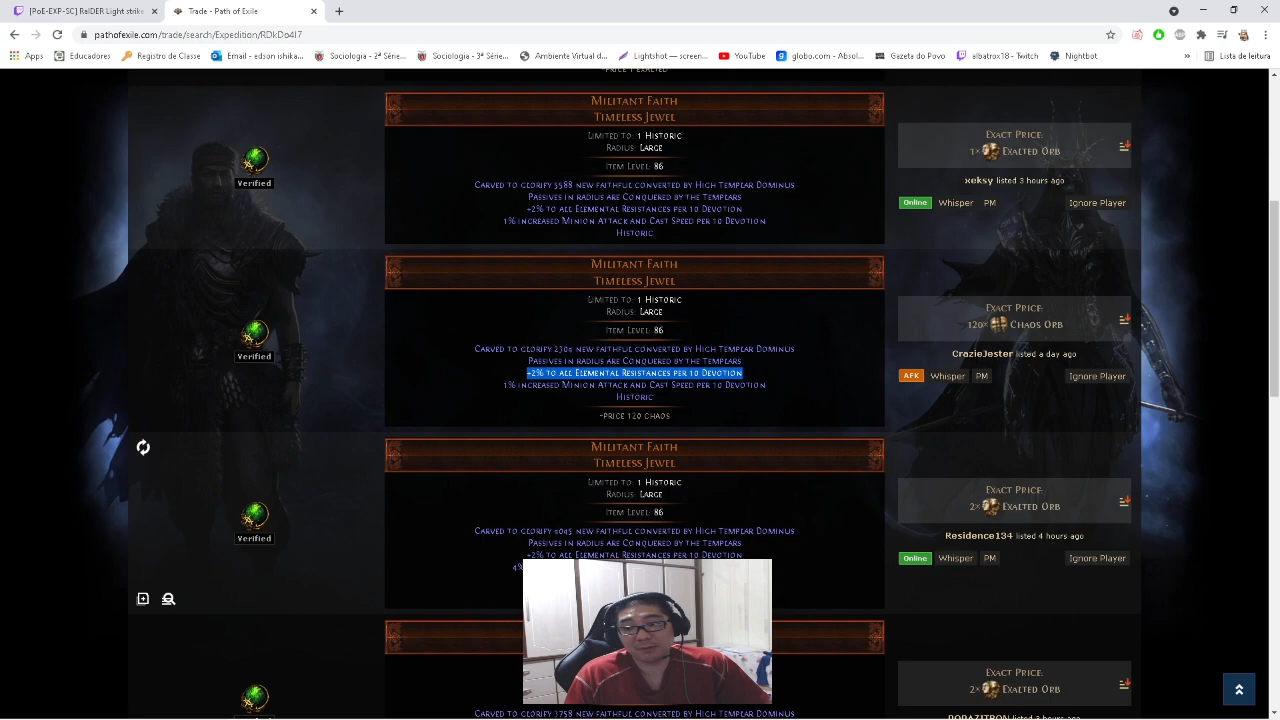 [PoE-EXP-SC] RAIDER Light strike
Trade - Path of Exile
pathofexile.com/trade/search/Expedition/RDkDo4I7
Apps
Educadores
Registro de Classe
Email - edson ishika...
Sociologia - 2ª Série...
Sociologia - 3ª Série...
Ambiente Virtual d...
Lightshot — screen...
YouTube
globo.com - Absol...
Gazeta do Povo
albatrox18 - Twitch
Nightbot
»
Lista de leitura
Price 1 exalted
Militant Faith
Timeless Jewel
Limited to: 1 Historic
Radius: Large
Item Level: 86
Carved to glorify 5588 new faithful converted by High Templar Dominus
Passives in radius are Conquered by the Templars
+2% to all Elemental Resistances per 10 Devotion
1% increased Minion Attack and Cast Speed per 10 Devotion
Historic
Verified
Exact Price:
1× Exalted Orb
xeksy listed 3 hours ago
Online Whisper PM Ignore Player
Militant Faith
Timeless Jewel
Limited to: 1 Historic
Radius: Large
Item Level: 86
Carved to glorify new faithful converted by High Templar Dominus
Passives in radius are Conquered by the Templars
+2% to all Elemental Resistances per 10 Devotion
1% increased Minion Attack and Cast Speed per 10 Devotion
Historic
~price 120 chaos
Verified
Exact Price:
120× Chaos Orb
CrazieJester listed a day ago
AFK Whisper PM Ignore Player
Militant Faith
Timeless Jewel
Limited to: 1 Historic
Radius: Large
Item Level: 86
Carved to glorify 4045 new faithful converted by High Templar Dominus
Passives in radius are Conquered by the Templars
+2% to all Elemental Resistances per 10 Devotion
4%
Verified
Exact Price:
2× Exalted Orb
Residence134 listed 4 hours ago
Online Whisper PM Ignore Player
Exact Price:
2× Exalted Orb
Carved to glorify 3758 new faithful converted by High Templar Dominus